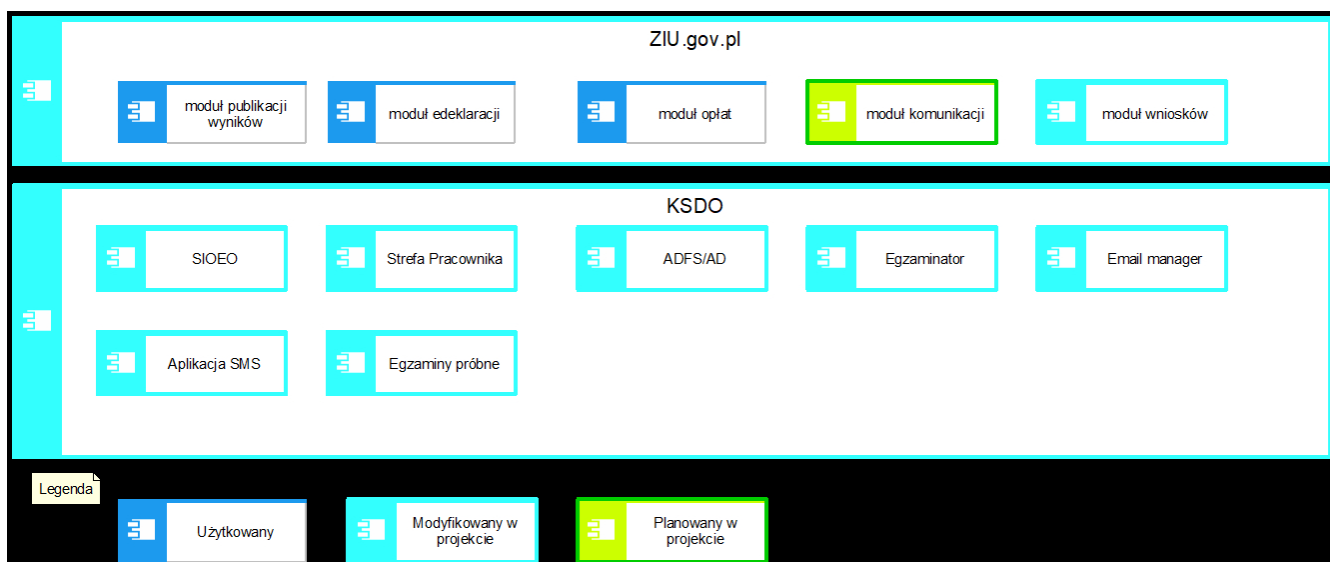 ZIU.gov.pl
moduł publikacji
wyników
moduł edeklaracji
moduł opłat
moduł komunikacji
moduł wniosków
KSDO
SIOEO
Strefa Pracownika
ADFS/AD
Egzaminator
Email manager
Aplikacja SMS
Egzaminy próbne
Legenda
Użytkowany
Modyfikowany w
projekcie
Planowany w
projekcie